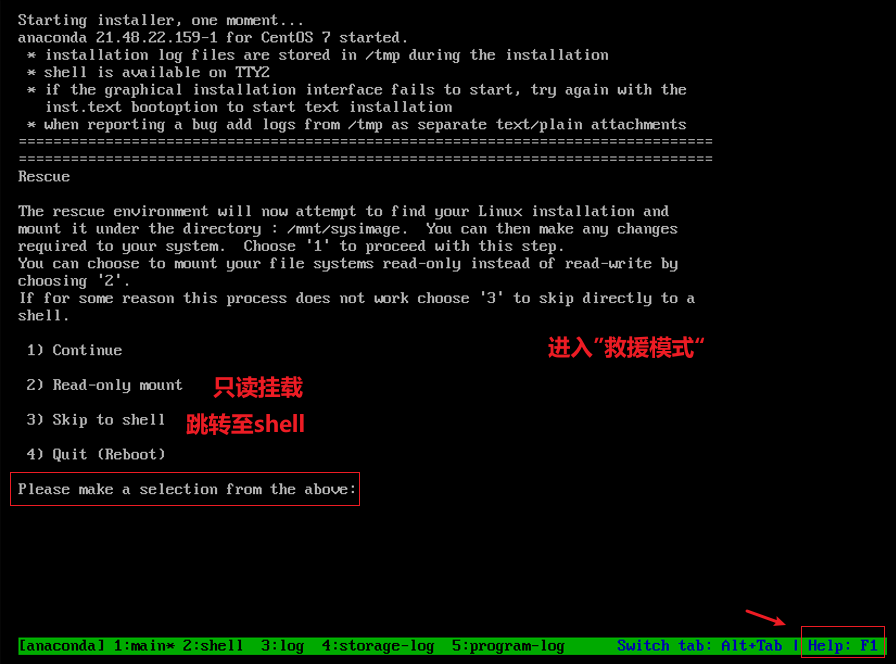 Starting installer, one moment...
anaconda 21.48.22.159-1 for CentOS 7 started.
* installation log files are stored in /tmp during the installation
* shell is available on TTY2
* if the graphical installation interface fails to start, try again with the
inst.text bootoption to start text installation
* when reporting a bug add logs from /tmp as separate text/plain attachments
================================================================================
================================================================================
Rescue
The rescue environment will now attempt to find your Linux installation and
mount it under the directory : /mnt/sysimage.  You can then make any changes
required to your system.  Choose '1' to proceed with this step.
You can choose to mount your file systems read-only instead of read-write by
choosing '2'.
If for some reason this process does not work choose '3' to skip directly to a
shell.
进入”救援模式“
1) Continue
2) Read-only mount 只读挂载
3) Skip to shell 跳转至shell
4) Quit (Reboot)
Please make a selection from the above:
[anaconda] 1:main* 2:shell  3:log  4:storage-log  5:program-log Switch tab: Alt+Tab | Help: F1